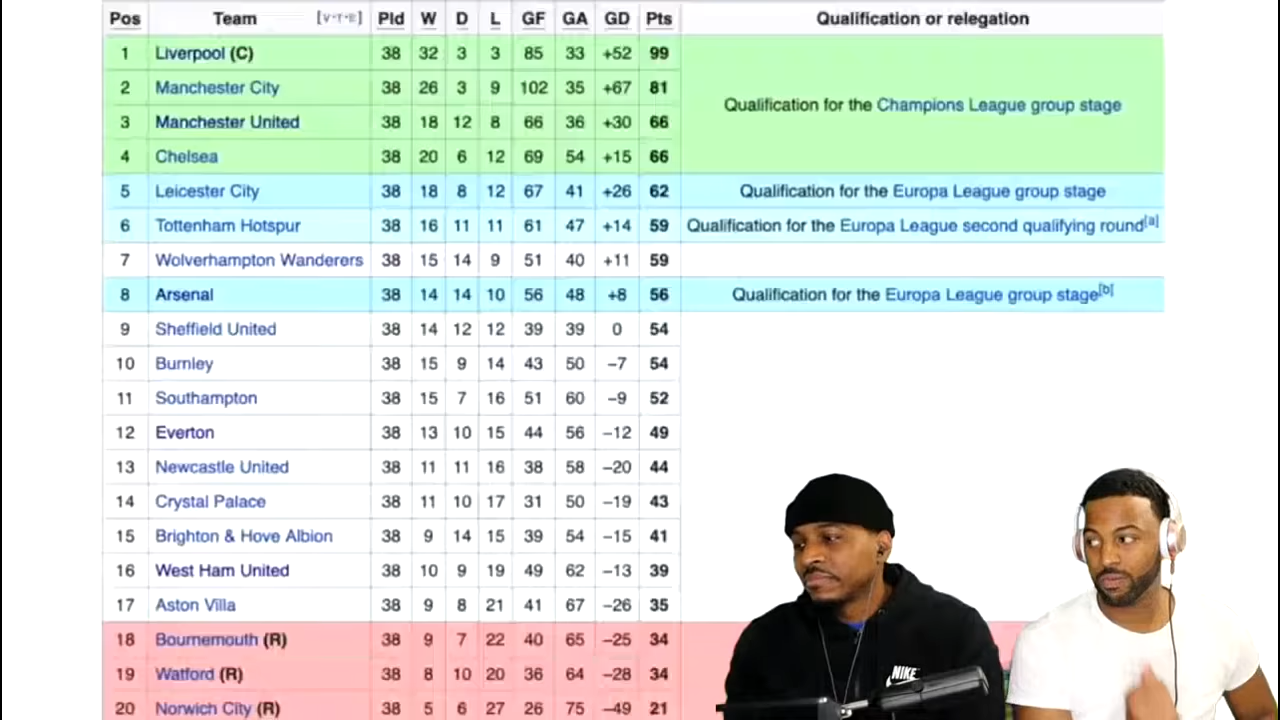 Pos Team [V·T·E] Pld W D L GF GA GD Pts Qualification or relegation
1 Liverpool (C) 38 32 3 3 85 33 +52 99
2 Manchester City 38 26 3 9 102 35 +67 81
Qualification for the Champions League group stage
3 Manchester United 38 18 12 8 66 36 +30 66
4 Chelsea 38 20 6 12 69 54 +15 66
5 Leicester City 38 18 8 12 67 41 +26 62 Qualification for the Europa League group stage
6 Tottenham Hotspur 38 16 11 11 61 47 +14 59 Qualification for the Europa League second qualifying round[a]
7 Wolverhampton Wanderers 38 15 14 9 51 40 +11 59
8 Arsenal 38 14 14 10 56 48 +8 56 Qualification for the Europa League group stage[b]
9 Sheffield United 38 14 12 12 39 39 0 54
10 Burnley 38 15 9 14 43 50 −7 54
11 Southampton 38 15 7 16 51 60 −9 52
12 Everton 38 13 10 15 44 56 −12 49
13 Newcastle United 38 11 11 16 38 58 −20 44
14 Crystal Palace 38 11 10 17 31 50 −19 43
15 Brighton & Hove Albion 38 9 14 15 39 54 −15 41
16 West Ham United 38 10 9 19 49 62 −13 39
17 Aston Villa 38 9 8 21 41 67 −26 35
18 Bournemouth (R) 38 9 7 22 40 65 −25 34
19 Watford (R) 38 8 10 20 36 64 −28 34
20 Norwich City (R) 38 5 6 27 26 75 −49 21
NIKE